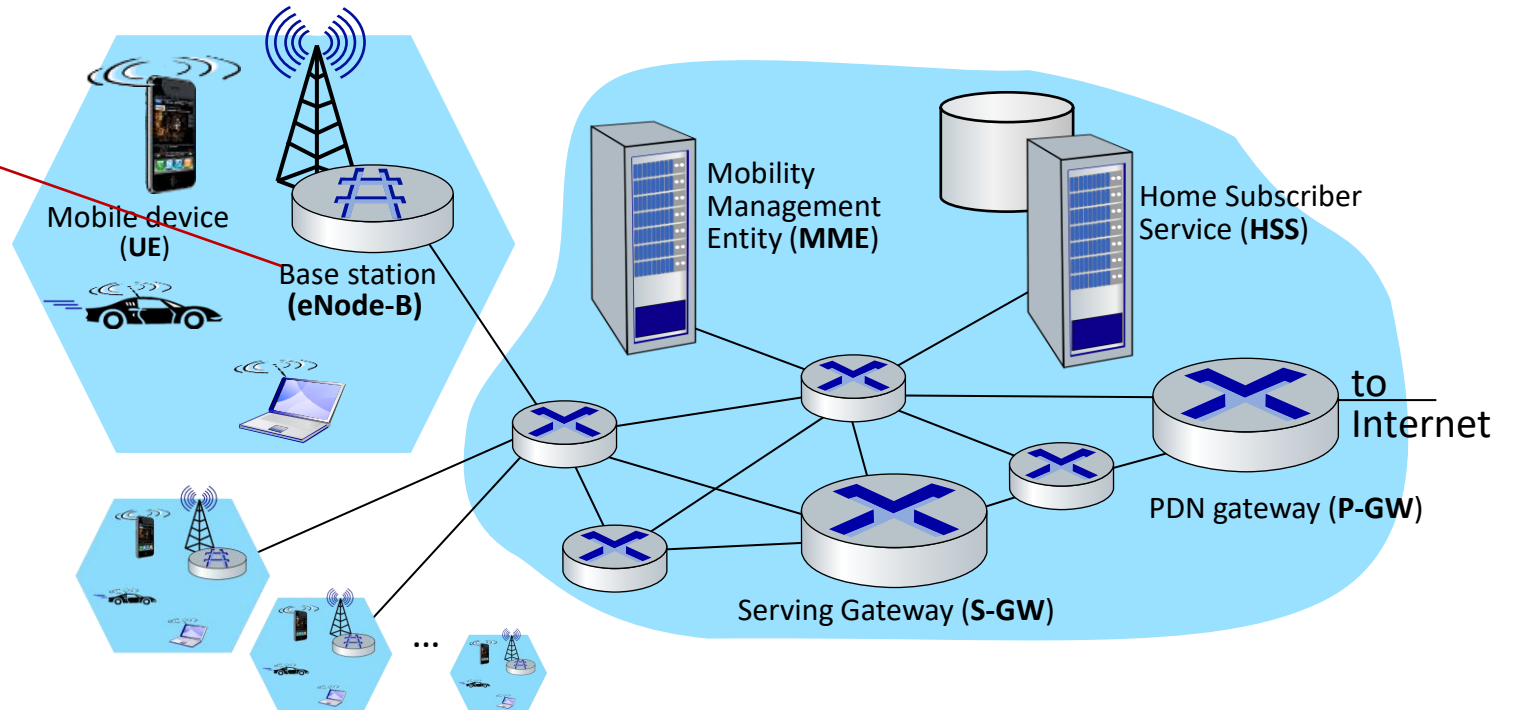 Mobile device
(UE)
Base station
(eNode-B)
Mobility
Management
Entity (MME)
Home Subscriber
Service (HSS)
to
Internet
PDN gateway (P-GW)
Serving Gateway (S-GW)
...